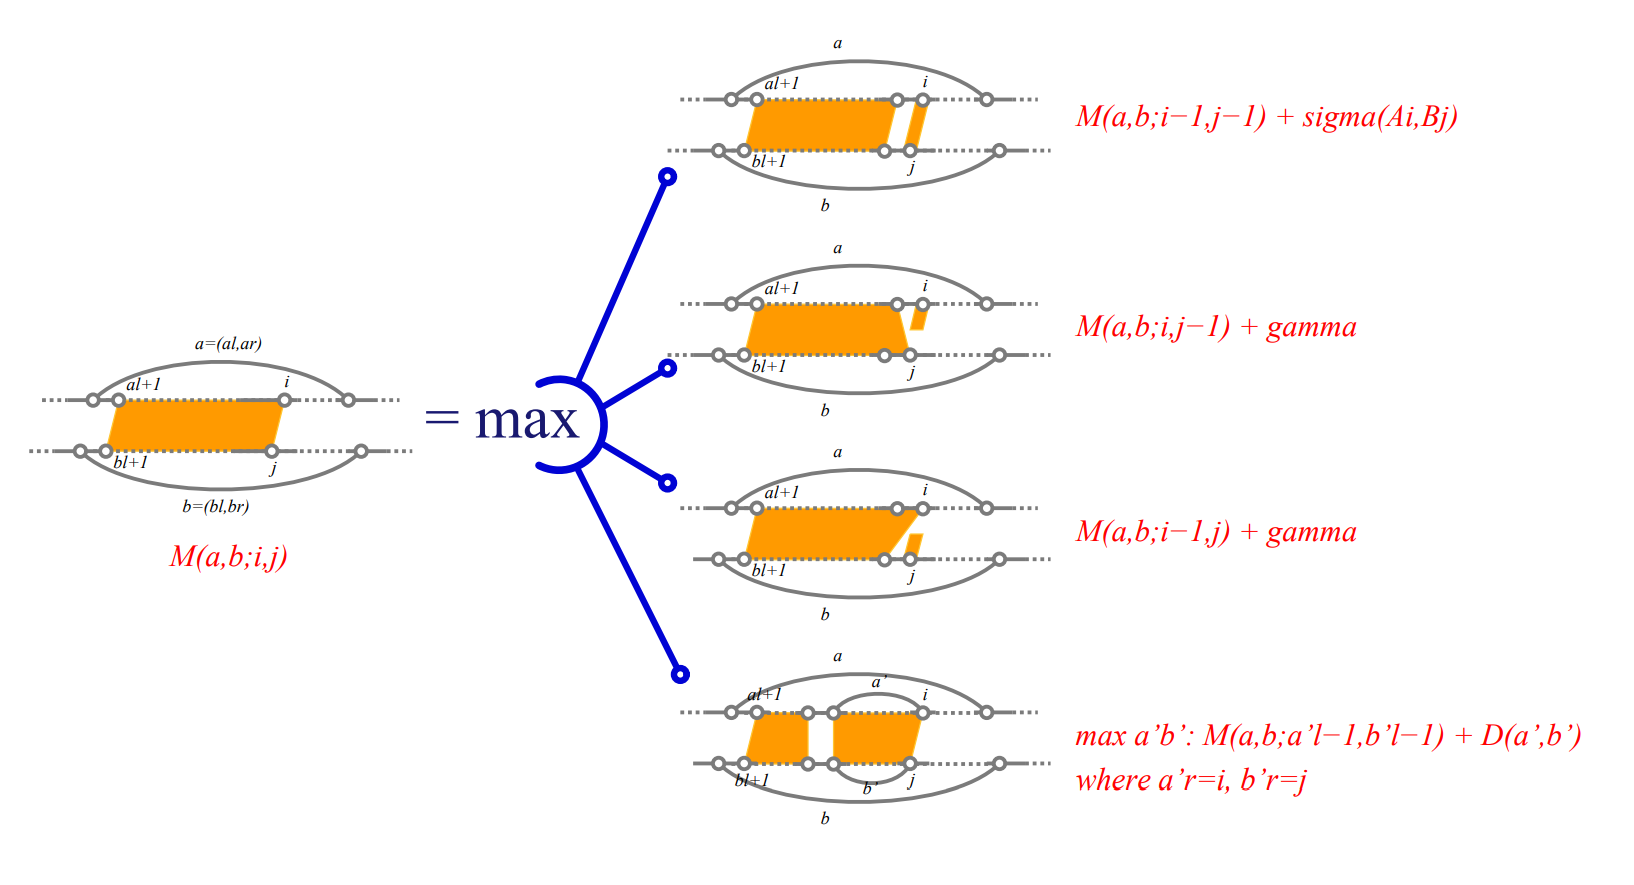 a=(al,ar)
al+1
i
bl+1
j
b=(bl,br)
M(a,b;i,j)
= max
a
al+1
i
bl+1
j
b
M(a,b;i−1,j−1) + sigma(Ai,Bj)
a
al+1
i
bl+1
j
b
M(a,b;i,j−1) + gamma
a
al+1
i
bl+1
j
b
M(a,b;i−1,j) + gamma
a
a’
al+1
i
bl+1
b’
j
b
max a’b’: M(a,b;a’l−1,b’l−1) + D(a’,b’)
where a’r=i, b’r=j